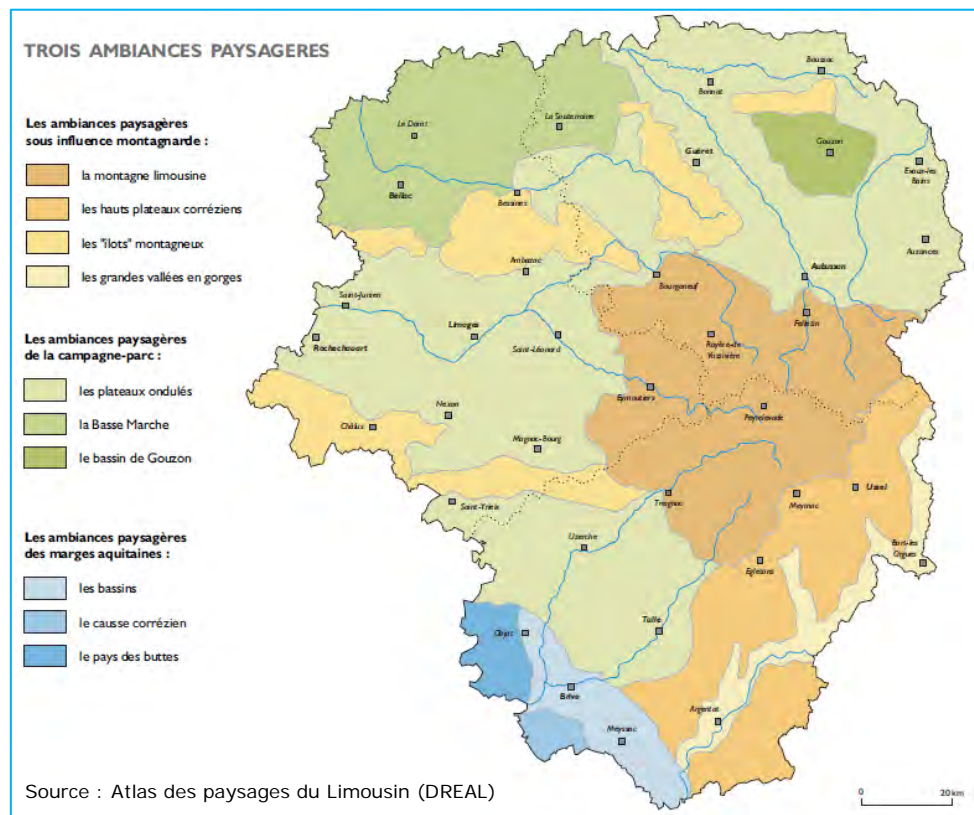 TROIS AMBIANCES PAYSAGERES
Les ambiances paysagères
sous influence montagnarde :
la montagne limousine
les hauts plateaux corréziens
les "îlots" montagneux
les grandes vallées en gorges
Les ambiances paysagères
de la campagne-parc :
les plateaux ondulés
la Basse Marche
le bassin de Gouzon
Les ambiances paysagères
des marges aquitaines :
les bassins
le causse corrézien
le pays des buttes
Boussac
Bonnat
Le Dorat
La Souterraine
Gouzon
Guéret
Evaux-les
Bains
Bellac
Bessines
Auzances
Ambazac
Bourganeuf
Aubusson
Saint-Junien
Felletin
Limoges
Rochechouart
Saint-Léonard
Royère-de
Vassivière
Eymoutiers
Peyrelevade
Nexon
Châlus
Magnac-Bourg
Ussel
Meymac
Treignac
Saint-Yrieix
Uzerche
Bort-les
Orgues
Egletons
Tulle
Objat
Brive
Argentat
Meyssac
Source : Atlas des paysages du Limousin (DREAL)
0 20 km